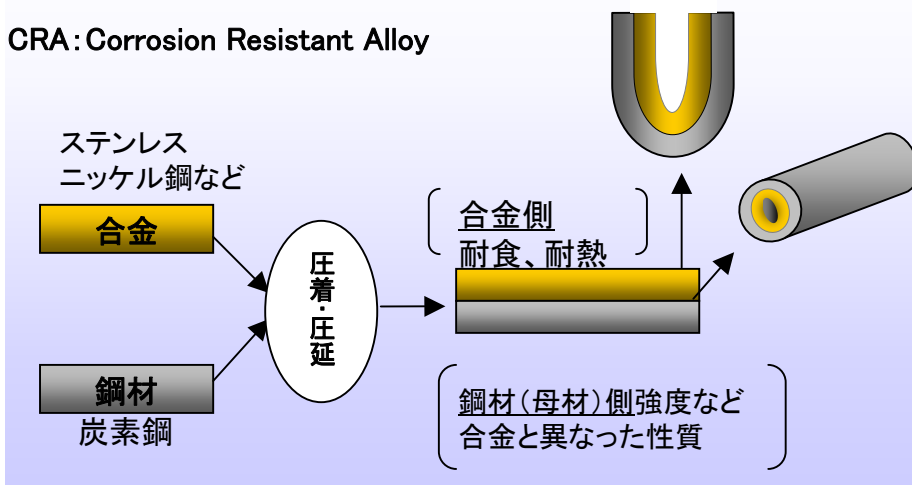 CRA：Corrosion Resistant Alloy
ステンレス
ニッケル鋼など
合金
鋼材
炭素鋼
圧着・圧延
合金側
耐食、耐熱
鋼材（母材）側強度など
合金と異なった性質